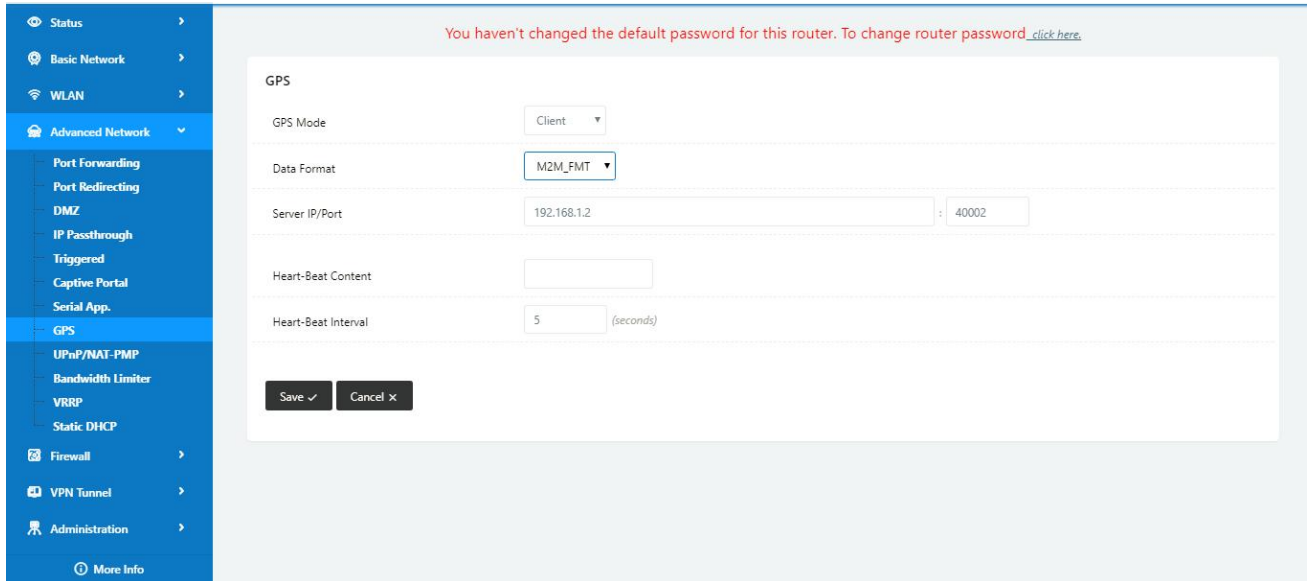 Status
Basic Network
WLAN
Advanced Network
Port Forwarding
Port Redirecting
DMZ
IP Passthrough
Triggered
Captive Portal
Serial App.
GPS
UPnP/NAT-PMP
Bandwidth Limiter
VRRP
Static DHCP
Firewall
VPN Tunnel
Administration
More Info
You haven't changed the default password for this router. To change router password click here.
GPS
GPS Mode Client
Data Format M2M_FMT
Server IP/Port 192.168.1.2 : 40002
Heart-Beat Content
Heart-Beat Interval 5 (seconds)
Save Cancel